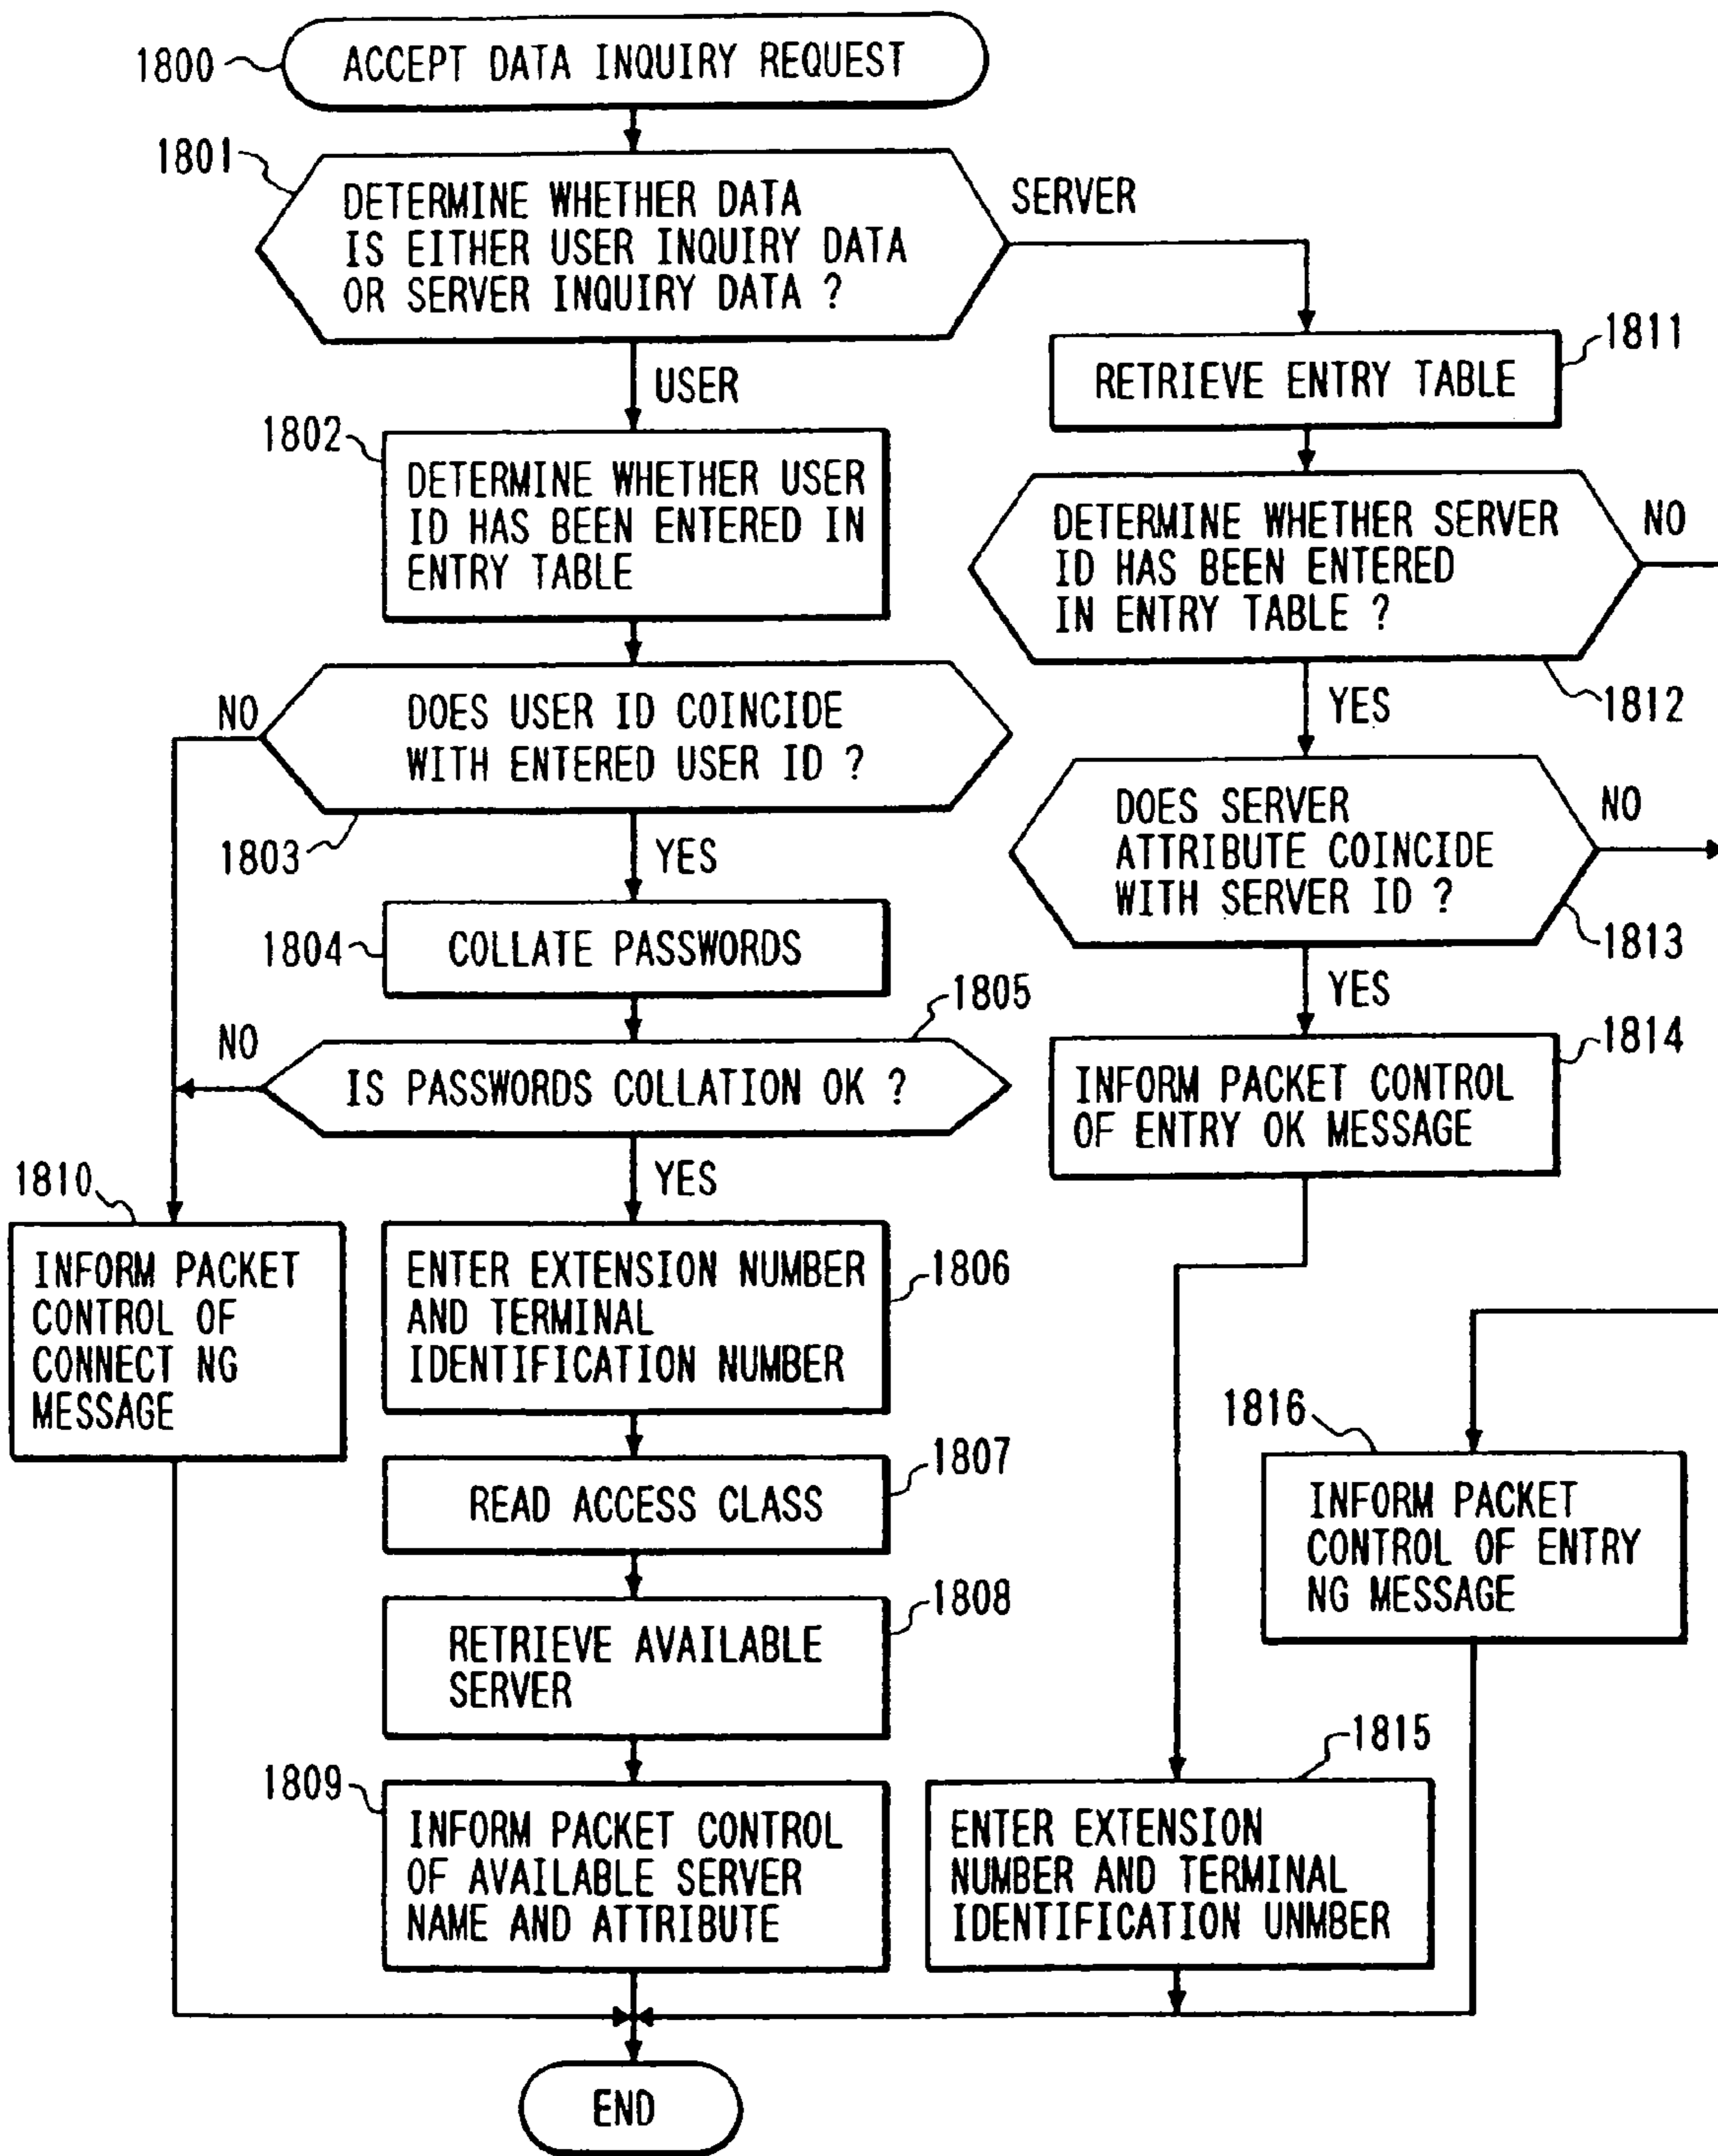 1800
ACCEPT DATA INQUIRY REQUEST
1801
DETERMINE WHETHER DATA
IS EITHER USER INQUIRY DATA
OR SERVER INQUIRY DATA ?
SERVER
USER
1802
DETERMINE WHETHER USER
ID HAS BEEN ENTERED IN
ENTRY TABLE
NO
DOES USER ID COINCIDE
WITH ENTERED USER ID ?
1803
YES
1804
COLLATE PASSWORDS
1805
NO
IS PASSWORDS COLLATION OK ?
YES
1810
INFORM PACKET
CONTROL OF
CONNECT NG
MESSAGE
ENTER EXTENSION NUMBER
AND TERMINAL
IDENTIFICATION NUMBER
1806
1807
READ ACCESS CLASS
1808
RETRIEVE AVAILABLE
SERVER
1809
INFORM PACKET CONTROL
OF AVAILABLE SERVER
NAME AND ATTRIBUTE
1811
RETRIEVE ENTRY TABLE
DETERMINE WHETHER SERVER
ID HAS BEEN ENTERED
IN ENTRY TABLE ?
NO
1812
YES
DOES SERVER
ATTRIBUTE COINCIDE
WITH SERVER ID ?
NO
1813
YES
1814
INFORM PACKET CONTROL
OF ENTRY OK MESSAGE
1816
INFORM PACKET
CONTROL OF ENTRY
NG MESSAGE
1815
ENTER EXTENSION
NUMBER AND TERMINAL
IDENTIFICATION UNMBER
END